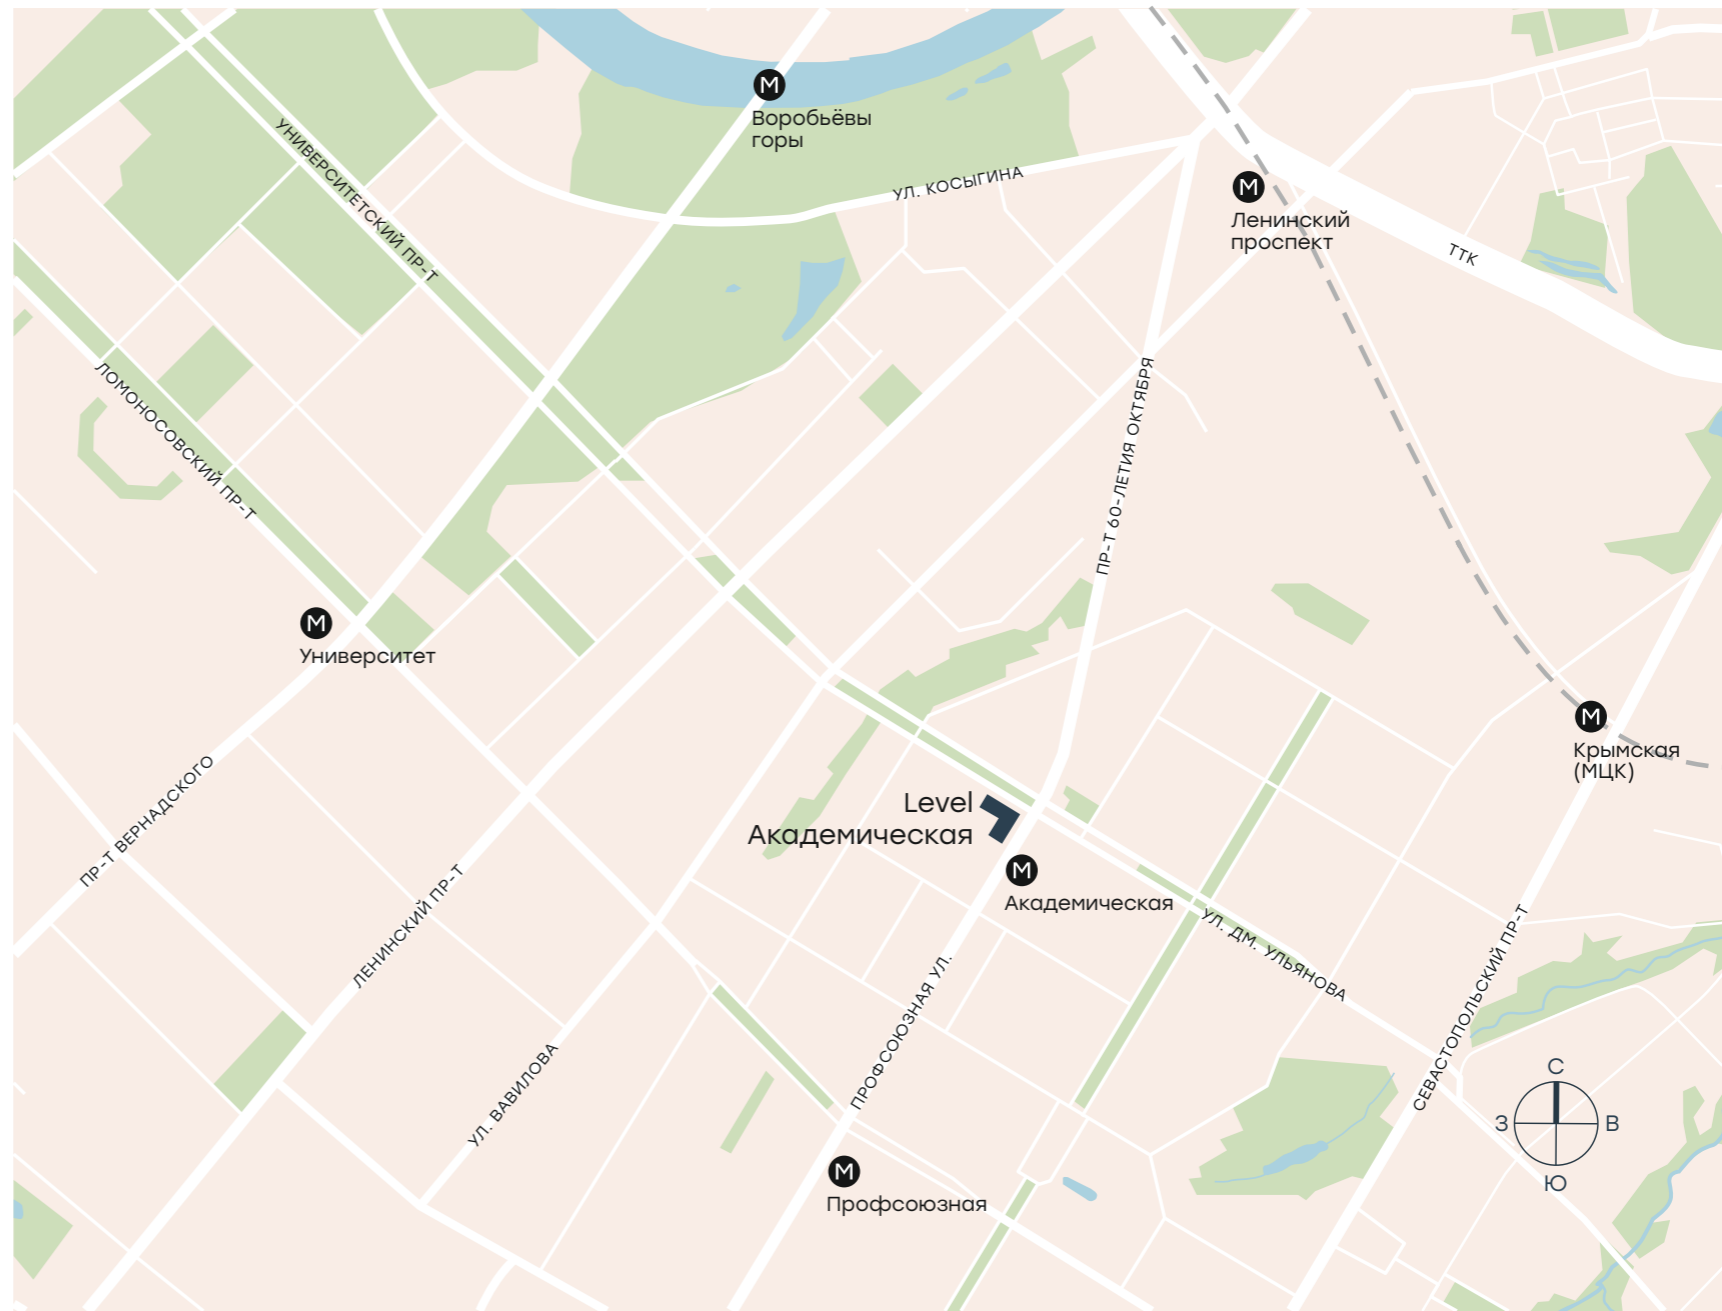 М
Воробьёвы
горы
УНИВЕРСИТЕТСКИЙ ПР-Т
УЛ. КОСЫГИНА
М
Ленинский
проспект
ТТК
ЛОМОНОСОВСКИЙ ПР-Т
ПР-Т 60-ЛЕТИЯ ОКТЯБРЯ
М
Университет
М
Крымская
(МЦК)
ПР-Т ВЕРНАДСКОГО
Level
Академическая
М
Академическая
ЛЕНИНСКИЙ ПР-Т
УЛ. ДМ. УЛЬЯНОВА
ПРОФСОЮЗНАЯ УЛ.
СЕВАСТОПОЛЬСКИЙ ПР-Т
УЛ. ВАВИЛОВА
С
З
В
Ю
М
Профсоюзная